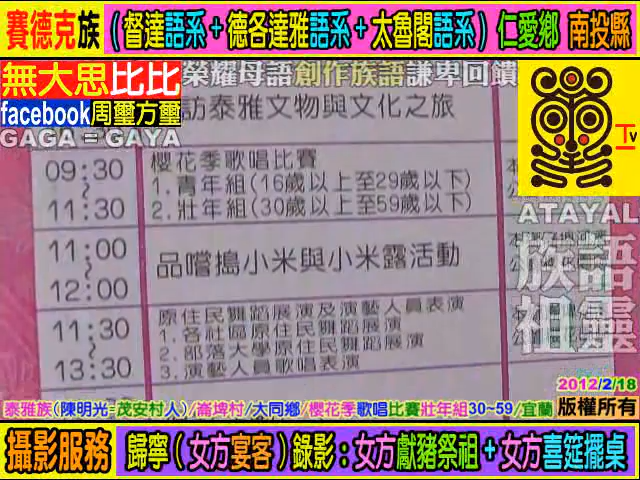 賽德克族（督達語系＋德各達雅語系＋太魯閣語系）仁愛鄉 南投縣
無大思比比 榮耀母語創作族語謙卑回饋
facebook周璽方璽
訪泰雅文物與文化之旅
GAGA = GAYA
TV
09:30
~
11:30
櫻花季歌唱比賽
1.青年組(16歲以上至29歲以下)
2.壯年組(30歲以上至59歲以下)
ATAYAL
族語
祖靈
11:00
~
12:00
品嚐搗小米與小米露活動
11:30
~
13:30
原住民舞蹈展演及演藝人員表演
1.各社區原住民舞蹈展演
2.部落大學原住民舞蹈展演
3.演藝人員歌唱表演
2012/2/18
泰雅族(陳明光=茂安村人)/崙埤村/大同鄉/櫻花季歌唱比賽壯年組30~59/宜蘭 版權所有
攝影服務 歸寧（女方宴客）錄影：女方獻豬祭祖＋女方喜筵擺桌